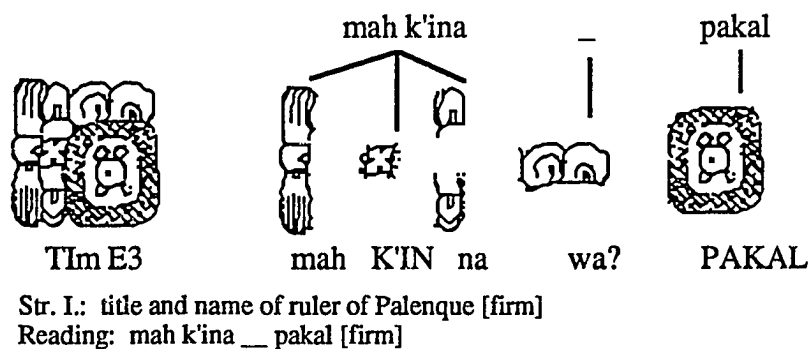 mah k'ina _ pakal
TIm E3 mah K'IN na wa? PAKAL
Str. I.: title and name of ruler of Palenque [firm]
Reading: mah k'ina __ pakal [firm]